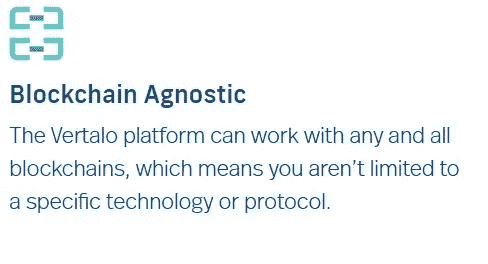 Blockchain Agnostic
The Vertalo platform can work with any and all
blockchains, which means you aren't limited to
a specific technology or protocol.